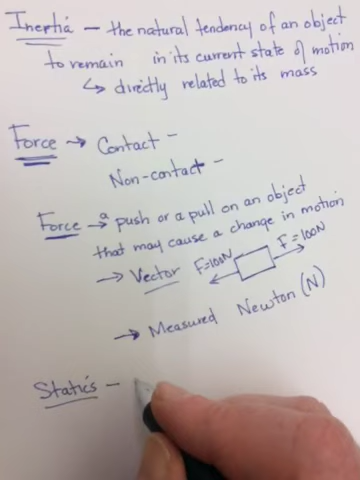 Inertia – the natural tendency of an object
to remain in its current state of motion
↳ directly related to its mass
Force → Contact –
Non-contact –
Force → a push or a pull on an object
that may cause a change in motion
→ Vector F=100N F=100N
→ Measured Newton (N)
Statics –